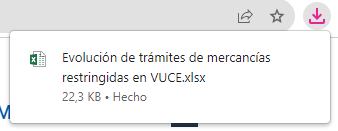 Evolución de trámites de mercancías
restringidas en VUCE.xlsx
22,3 KB • Hecho
M